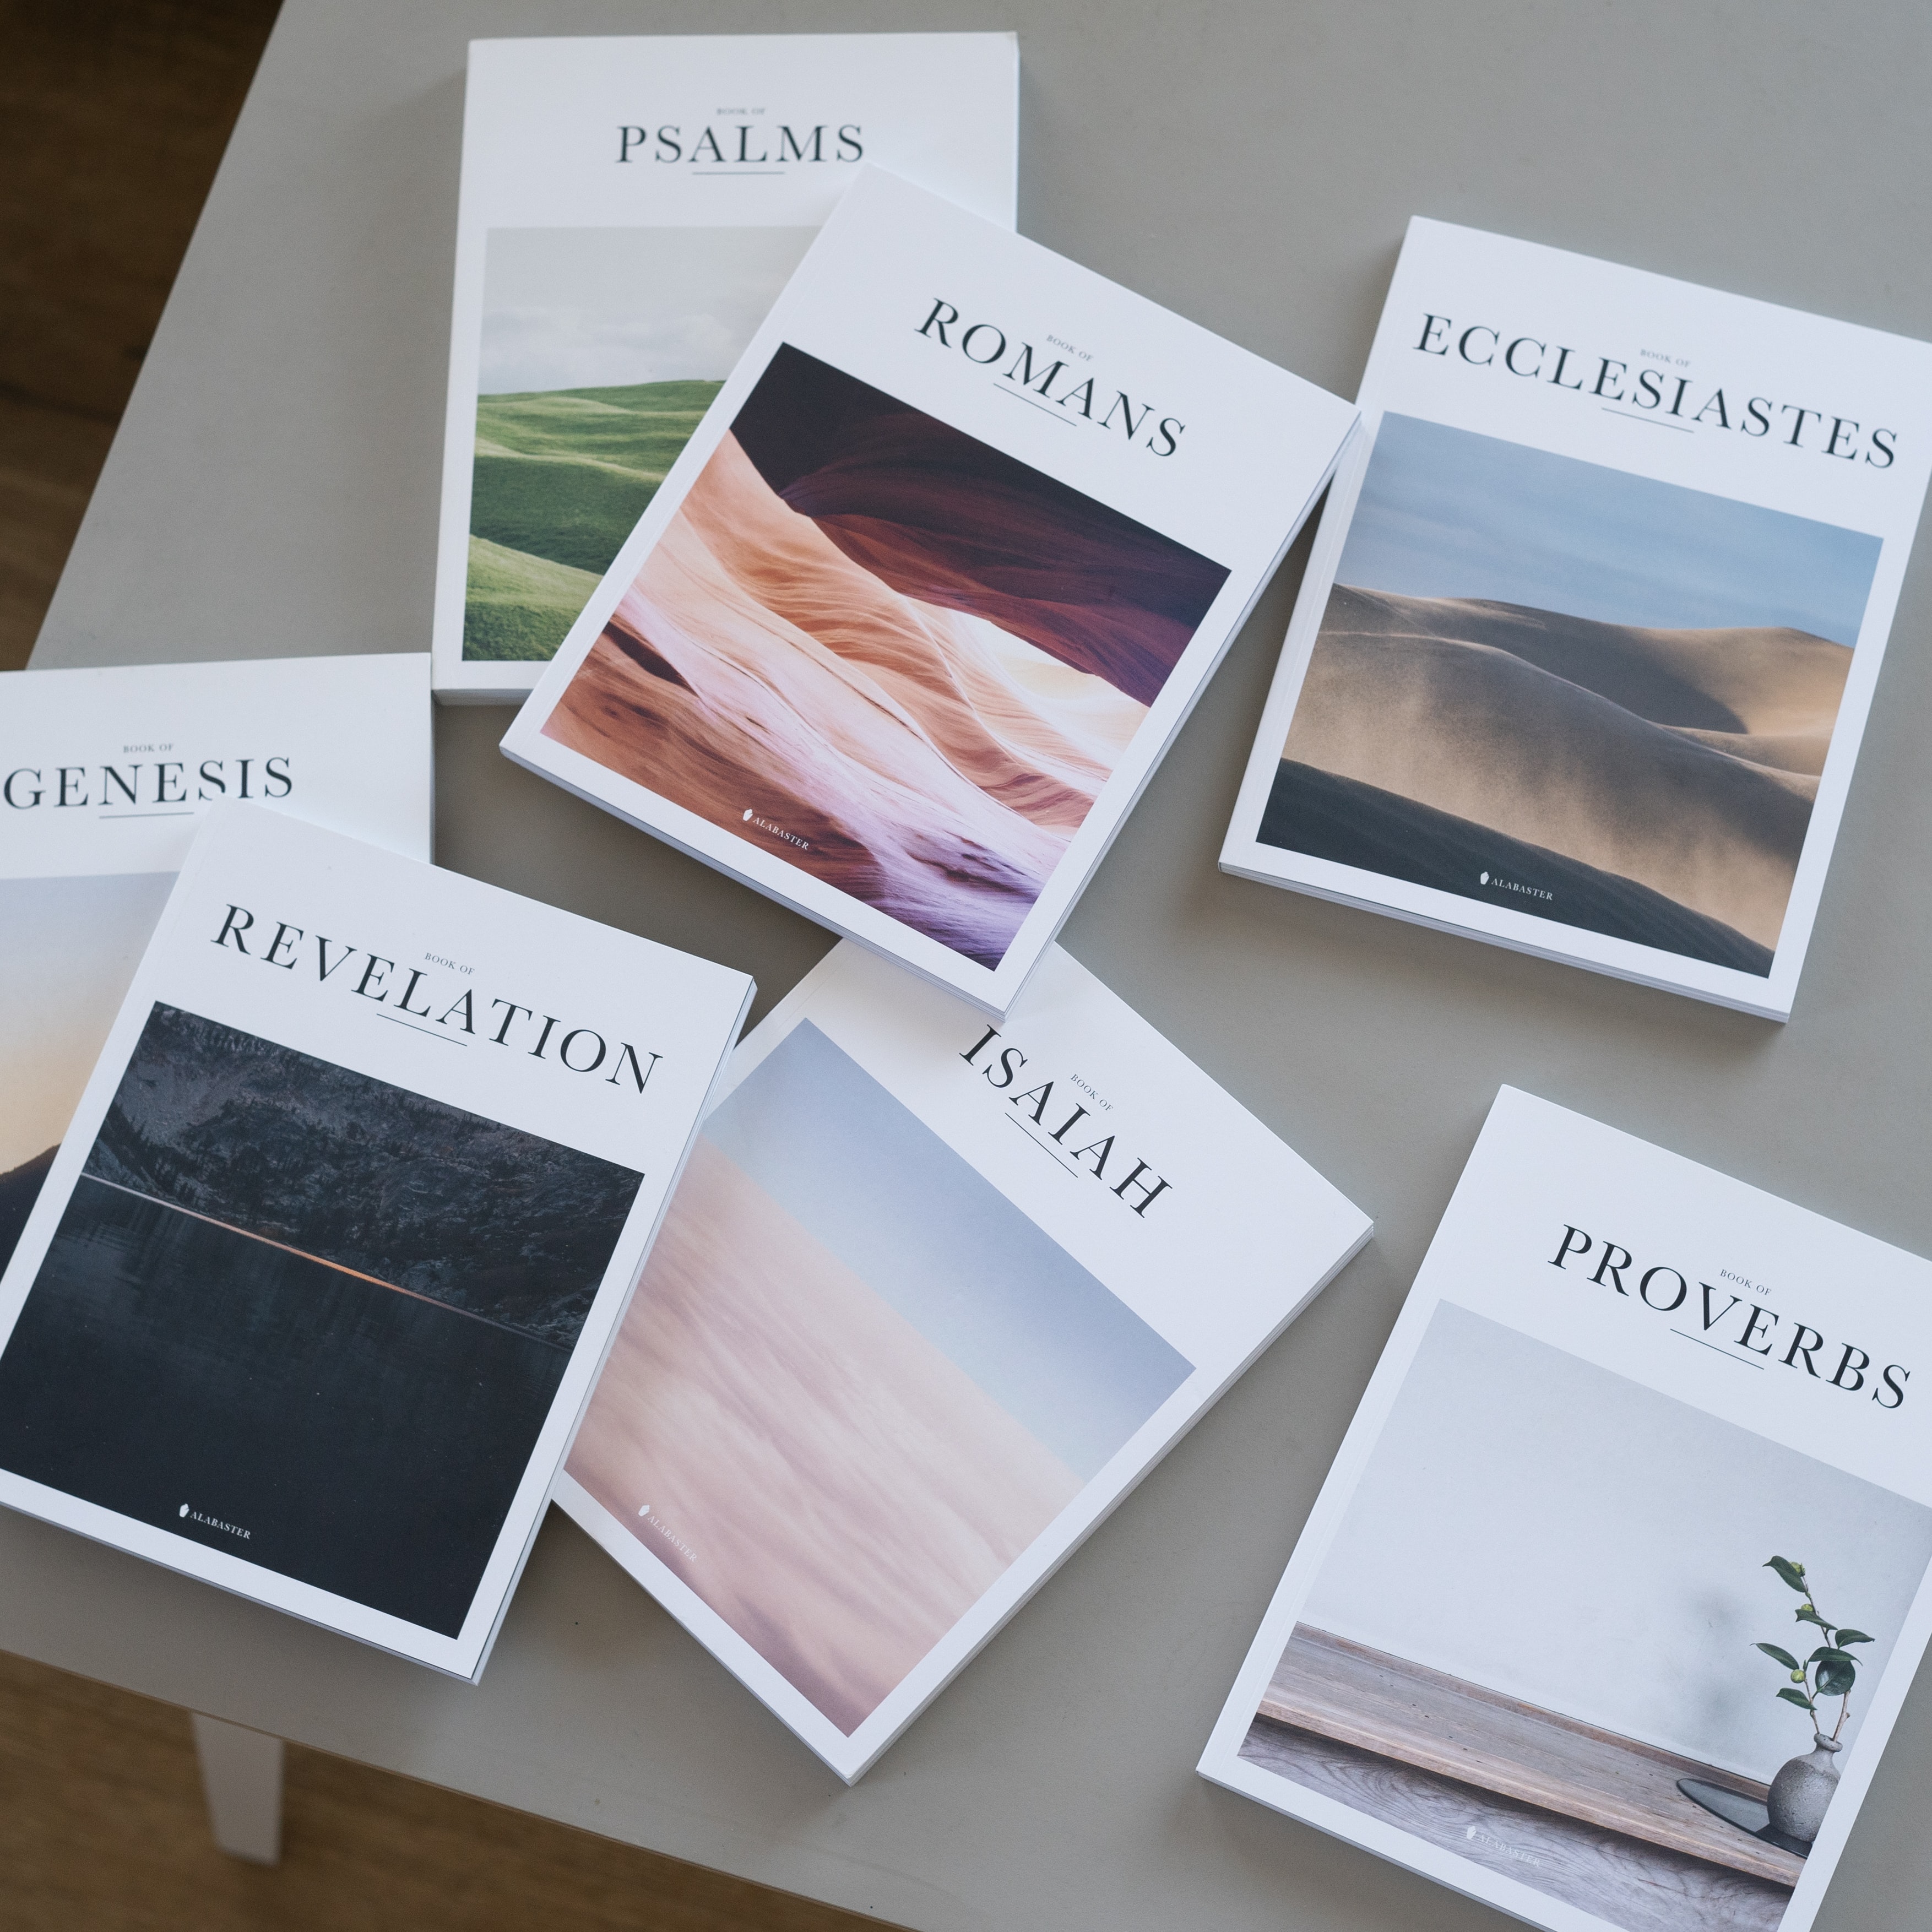 BOOK OF
PSALMS
BOOK OF
ROMANS
ALABASTER
BOOK OF
ECCLESIASTES
ALABASTER
BOOK OF
GENESIS
BOOK OF
REVELATION
ALABASTER
BOOK OF
ISAIAH
ALABASTER
BOOK OF
PROVERBS
ALABASTER